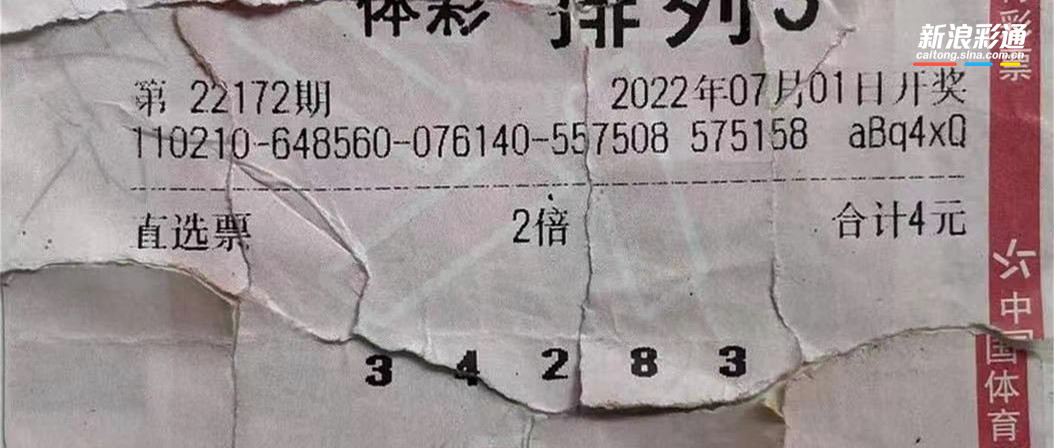 体彩 排列5
新浪彩通
caitong.sina.com.cn
第 22172期 2022年07月01日开奖
110210-648560-076140-557508 575158 aBq4xQ
直选票 2倍 合计4元
3 4 2 8 3
彩票
中国体育